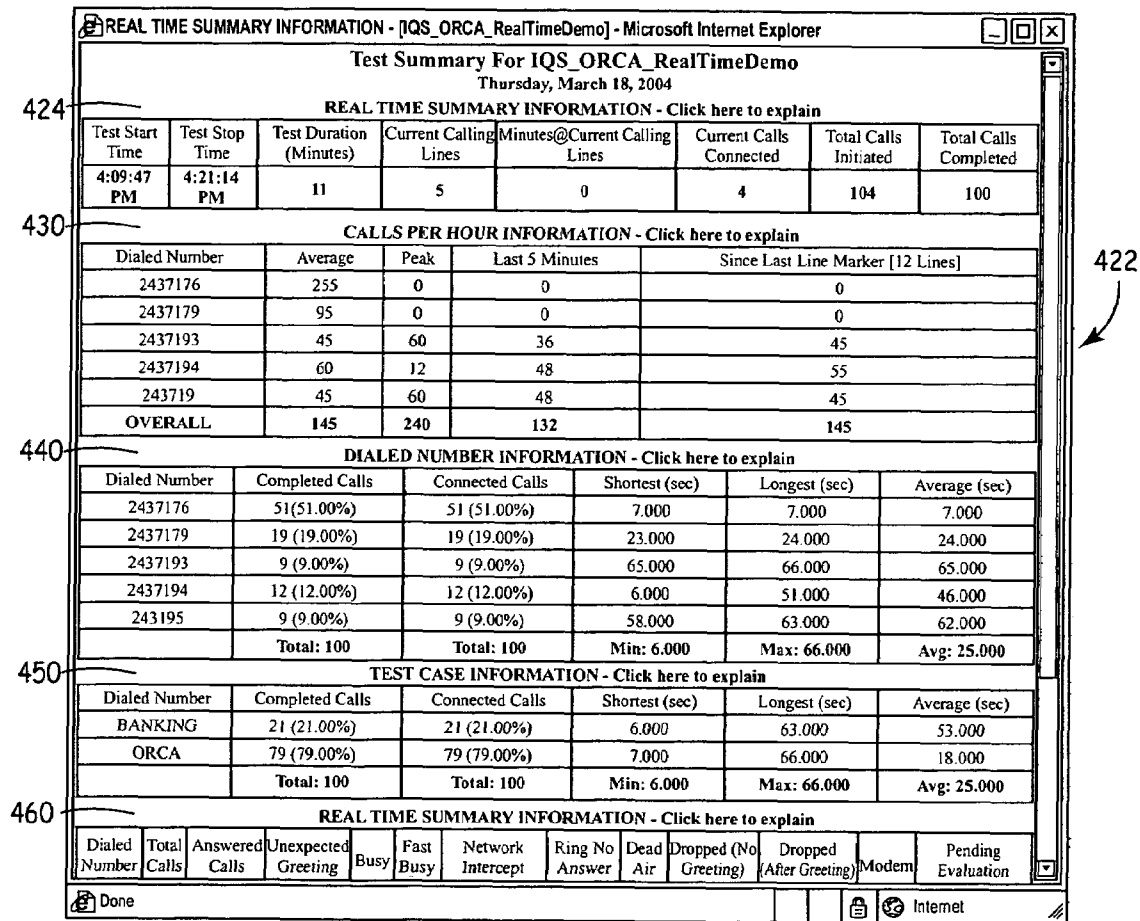 REAL TIME SUMMARY INFORMATION - [IQS_ORCA_RealTimeDemo] - Microsoft Internet Explorer
Test Summary For IQS_ORCA_RealTimeDemo
Thursday, March 18, 2004
424
REAL TIME SUMMARY INFORMATION - Click here to explain
Test Start Time Test Stop Time Test Duration (Minutes) Current Calling Lines Minutes@Current Calling Lines Current Calls Connected Total Calls Initiated Total Calls Completed
4:09:47 PM 4:21:14 PM 11 5 0 4 104 100
430
CALLS PER HOUR INFORMATION - Click here to explain
Dialed Number Average Peak Last 5 Minutes Since Last Line Marker [12 Lines]
2437176 255 0 0 0
2437179 95 0 0 0
2437193 45 60 36 45
2437194 60 12 48 55
243719 45 60 48 45
OVERALL 145 240 132 145
422
440
DIALED NUMBER INFORMATION - Click here to explain
Dialed Number Completed Calls Connected Calls Shortest (sec) Longest (sec) Average (sec)
2437176 51(51.00%) 51 (51.00%) 7.000 7.000 7.000
2437179 19 (19.00%) 19 (19.00%) 23.000 24.000 24.000
2437193 9 (9.00%) 9 (9.00%) 65.000 66.000 65.000
2437194 12 (12.00%) 12 (12.00%) 6.000 51.000 46.000
243195 9 (9.00%) 9 (9.00%) 58.000 63.000 62.000
Total: 100 Total: 100 Min: 6.000 Max: 66.000 Avg: 25.000
450
TEST CASE INFORMATION - Click here to explain
Dialed Number Completed Calls Connected Calls Shortest (sec) Longest (sec) Average (sec)
BANKING 21 (21.00%) 21 (21.00%) 6.000 63.000 53.000
ORCA 79 (79.00%) 79 (79.00%) 7.000 66.000 18.000
Total: 100 Total: 100 Min: 6.000 Max: 66.000 Avg: 25.000
460
REAL TIME SUMMARY INFORMATION - Click here to explain
Dialed Number Total Calls Answered Calls Unexpected Greeting Busy Fast Busy Network Intercept Ring No Answer Dead Air Dropped (No Greeting) Dropped (After Greeting) Modem Pending Evaluation
Done Internet